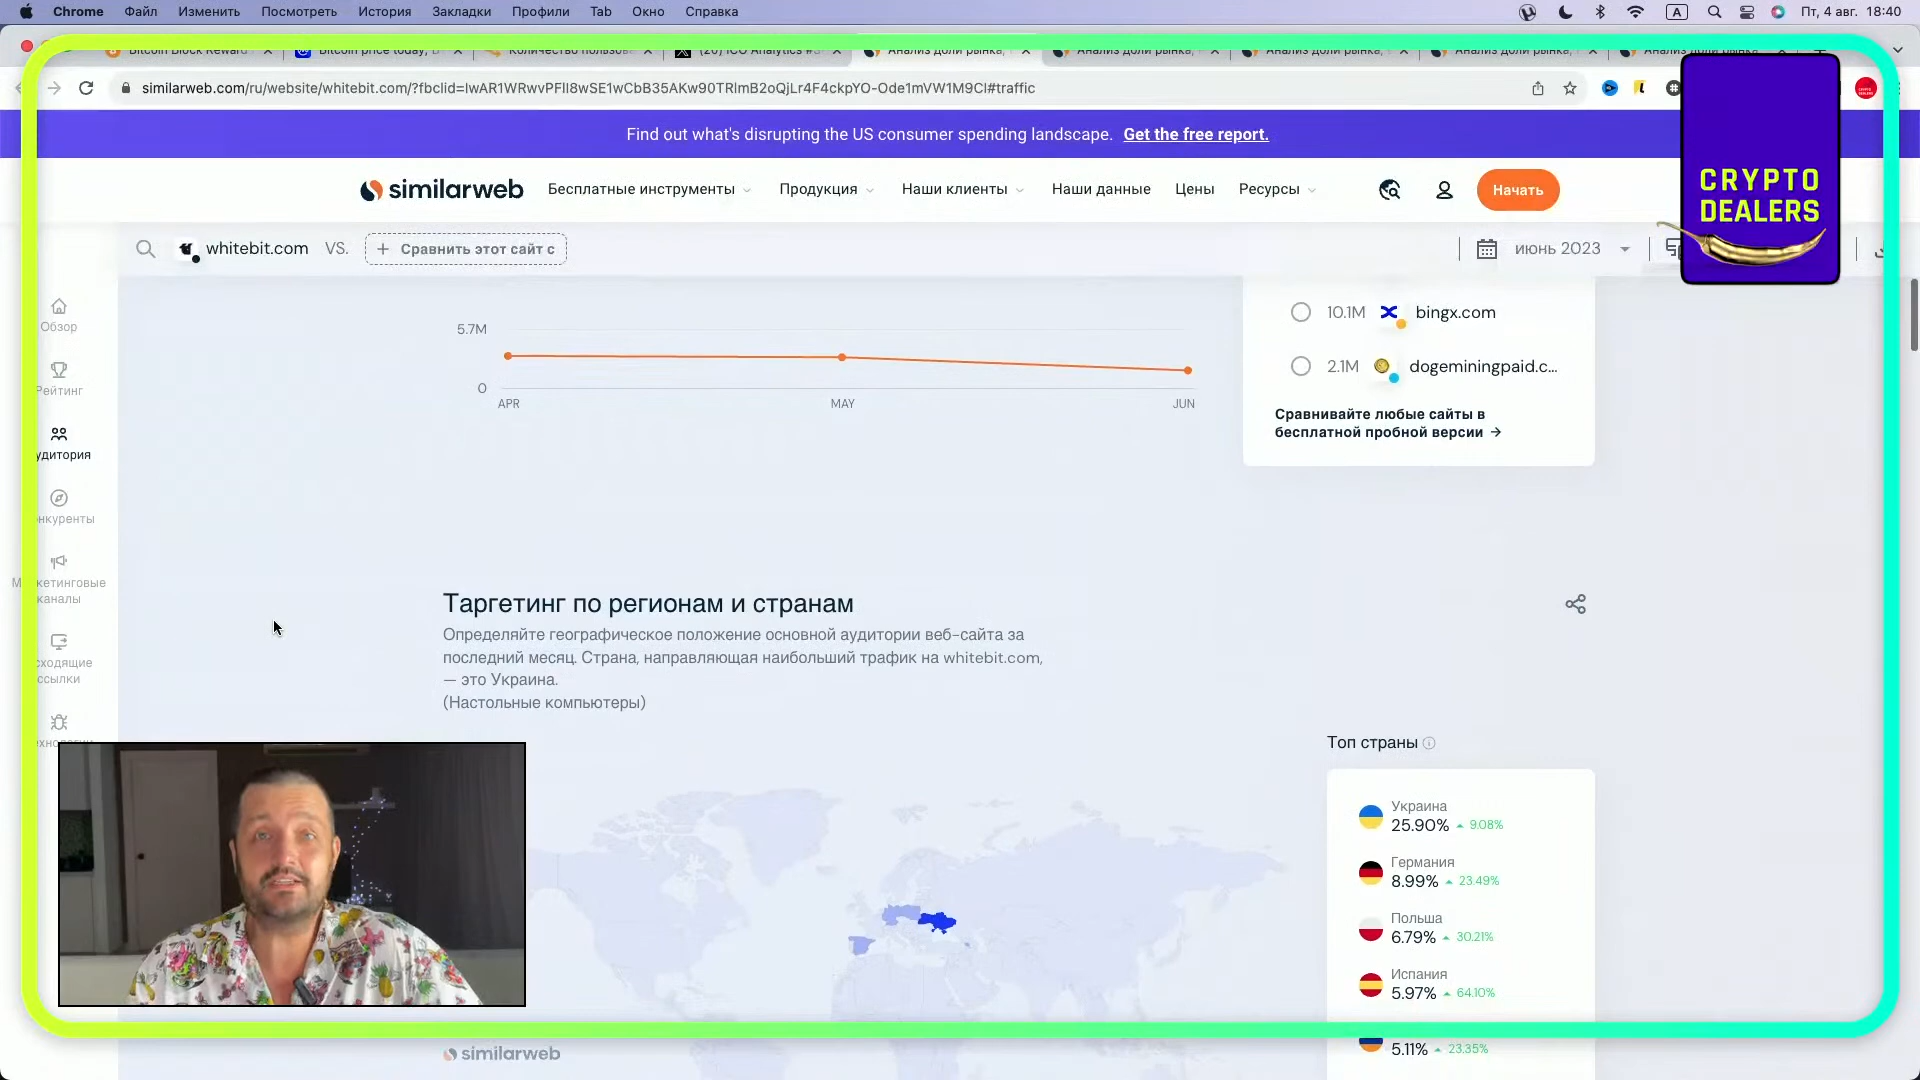 Chrome Файл Изменить Посмотреть История Закладки Профили Tab Окно Справка
A Пт, 4 авг. 18:40
similarweb.com/ru/website/whitebit.com/?fbclid=IwAR1WRwvPFlI8wSE1wCbB35AKw90TRlmB2oQjLr4F4ckpYO-Ode1mVW1M9CI#traffic
Find out what's disrupting the US consumer spending landscape. Get the free report.
similarweb Бесплатные инструменты Продукция Наши клиенты Наши данные Цены Ресурсы Начать
CRYPTO
DEALERS
whitebit.com VS. + Сравнить этот сайт с
июнь 2023
Обзор
Рейтинг
удитория
нкуренты
М кетинговые
каналы
сходящие
ссылки
5.7M
0
APR MAY JUN
10.1M bingx.com
2.1M dogeminingpaid.c...
Сравнивайте любые сайты в
бесплатной пробной версии →
Таргетинг по регионам и странам
Определяйте географическое положение основной аудитории веб-сайта за
последний месяц. Страна, направляющая наибольший трафик на whitebit.com,
— это Украина.
(Настольные компьютеры)
Топ страны
Украина
25.90% 9.08%
Германия
8.99% 23.49%
Польша
6.79% 30.21%
Испания
5.97% 64.10%
5.11% 23.35%
similarweb